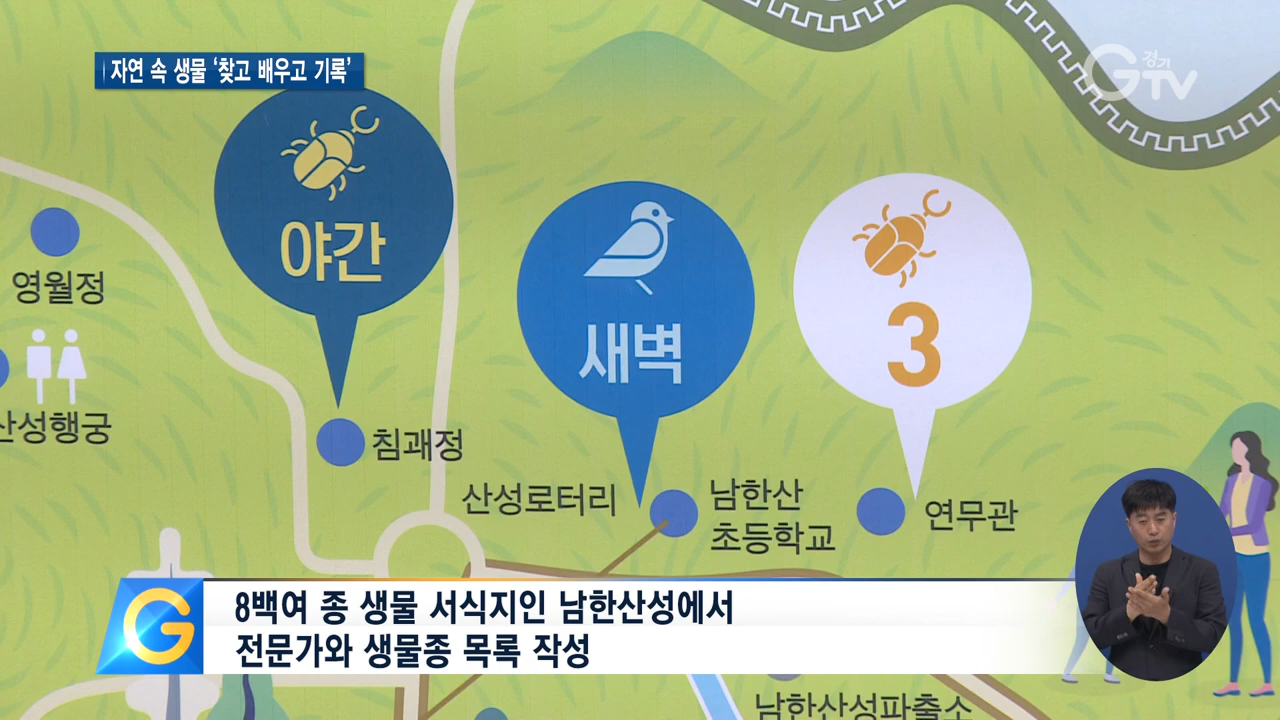 자연 속 생물 ‘찾고 배우고 기록’
경기
GTV
야간
새벽
3
영월정
산성행궁
침괘정
산성로터리
남한산
초등학교
연무관
G
8백여 종 생물 서식지인 남한산성에서
전문가와 생물종 목록 작성
남한산성파출소